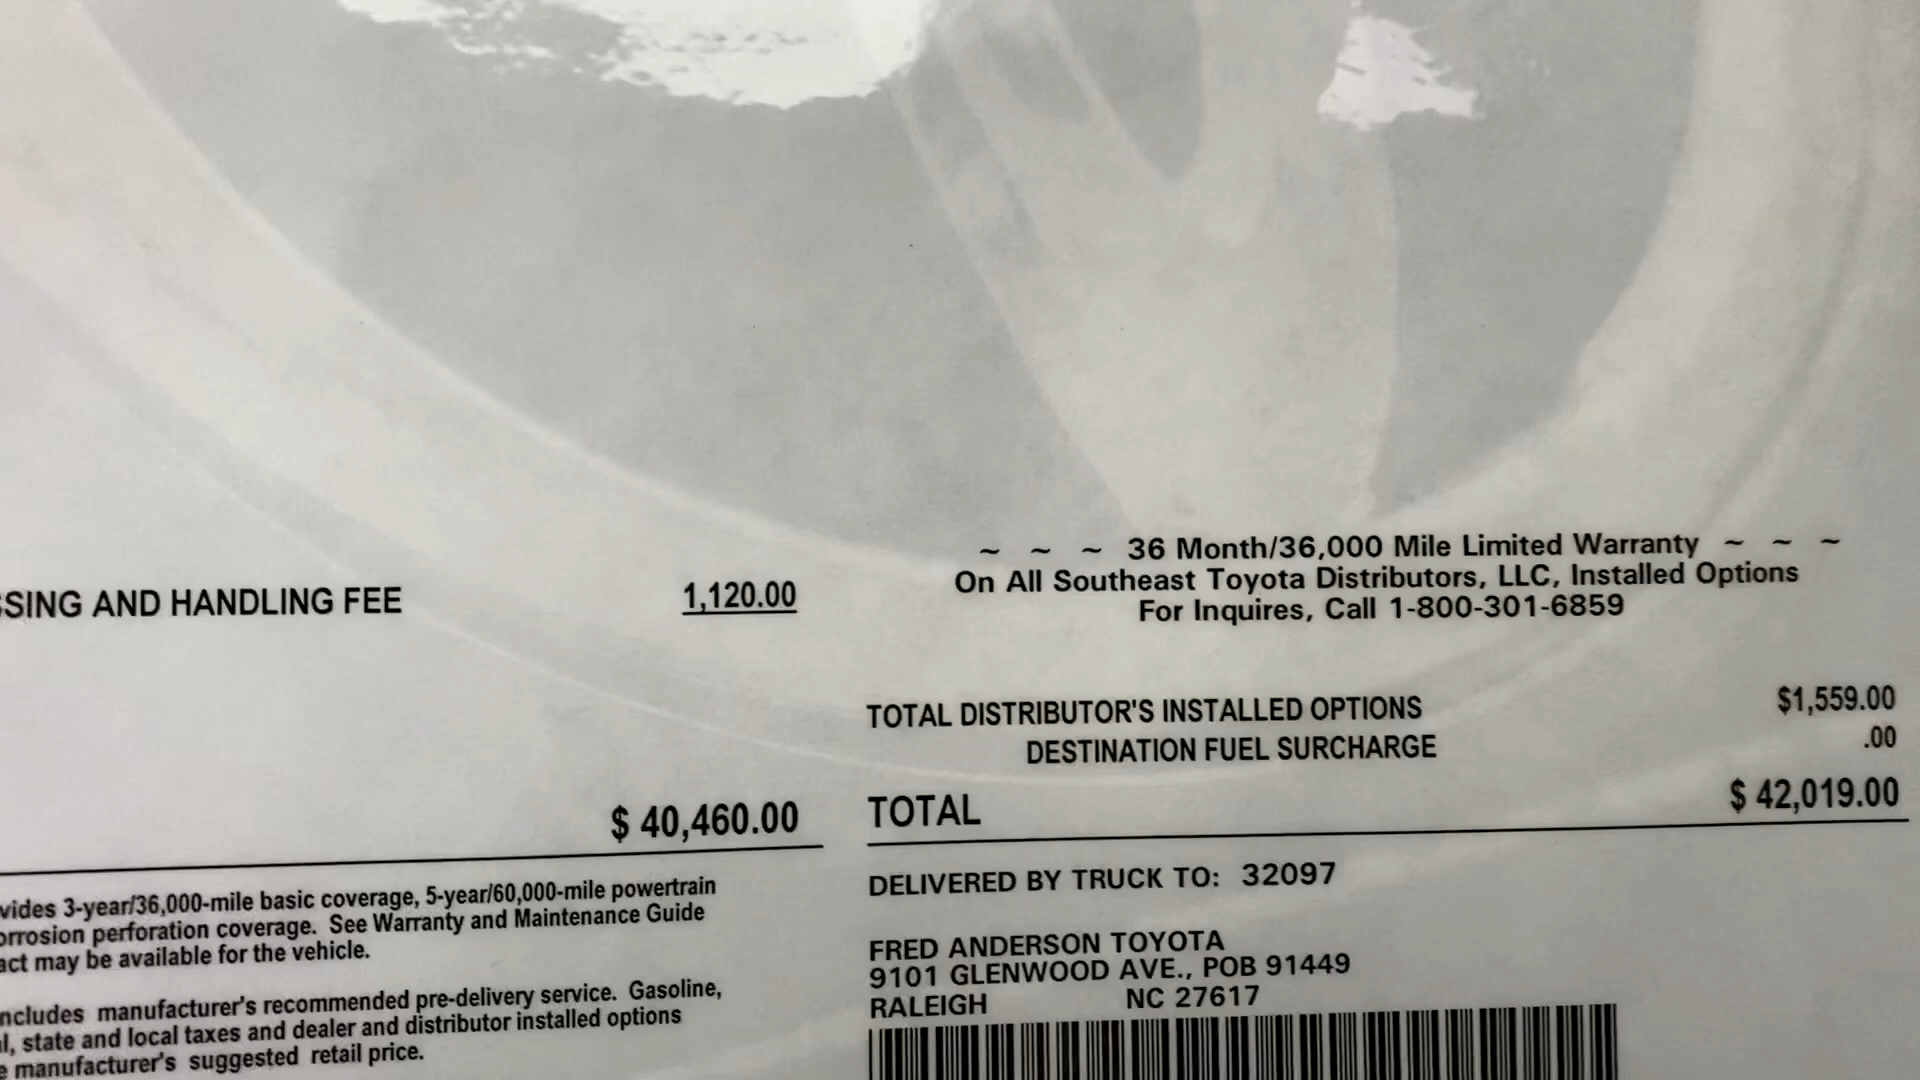 ~ ~ ~ 36 Month/36,000 Mile Limited Warranty ~ ~ ~
On All Southeast Toyota Distributors, LLC, Installed Options
For Inquires, Call 1-800-301-6859
SSING AND HANDLING FEE 1,120.00
TOTAL DISTRIBUTOR'S INSTALLED OPTIONS $1,559.00
DESTINATION FUEL SURCHARGE .00
$ 40,460.00
TOTAL $ 42,019.00
vides 3-year/36,000-mile basic coverage, 5-year/60,000-mile powertrain
orrosion perforation coverage. See Warranty and Maintenance Guide
act may be available for the vehicle.
ncludes manufacturer's recommended pre-delivery service. Gasoline,
l, state and local taxes and dealer and distributor installed options
e manufacturer's suggested retail price.
DELIVERED BY TRUCK TO: 32097
FRED ANDERSON TOYOTA
9101 GLENWOOD AVE., POB 91449
RALEIGH NC 27617